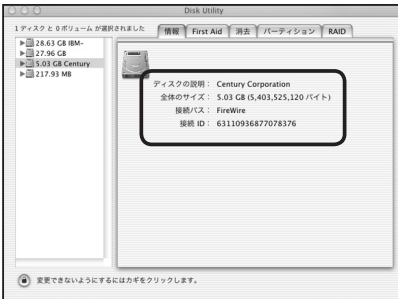 Disk Utility
1 ディスク と 0 ボリューム が選択されました
情報 First Aid 消去 パーティション RAID
28.63 GB IBM-
27.96 GB
5.03 GB Century
217.93 MB
ディスクの説明： Century Corporation
全体のサイズ： 5.03 GB (5,403,525,120 バイト)
接続バス： FireWire
接続 ID： 63110936877078376
変更できないようにするにはカギをクリックします。